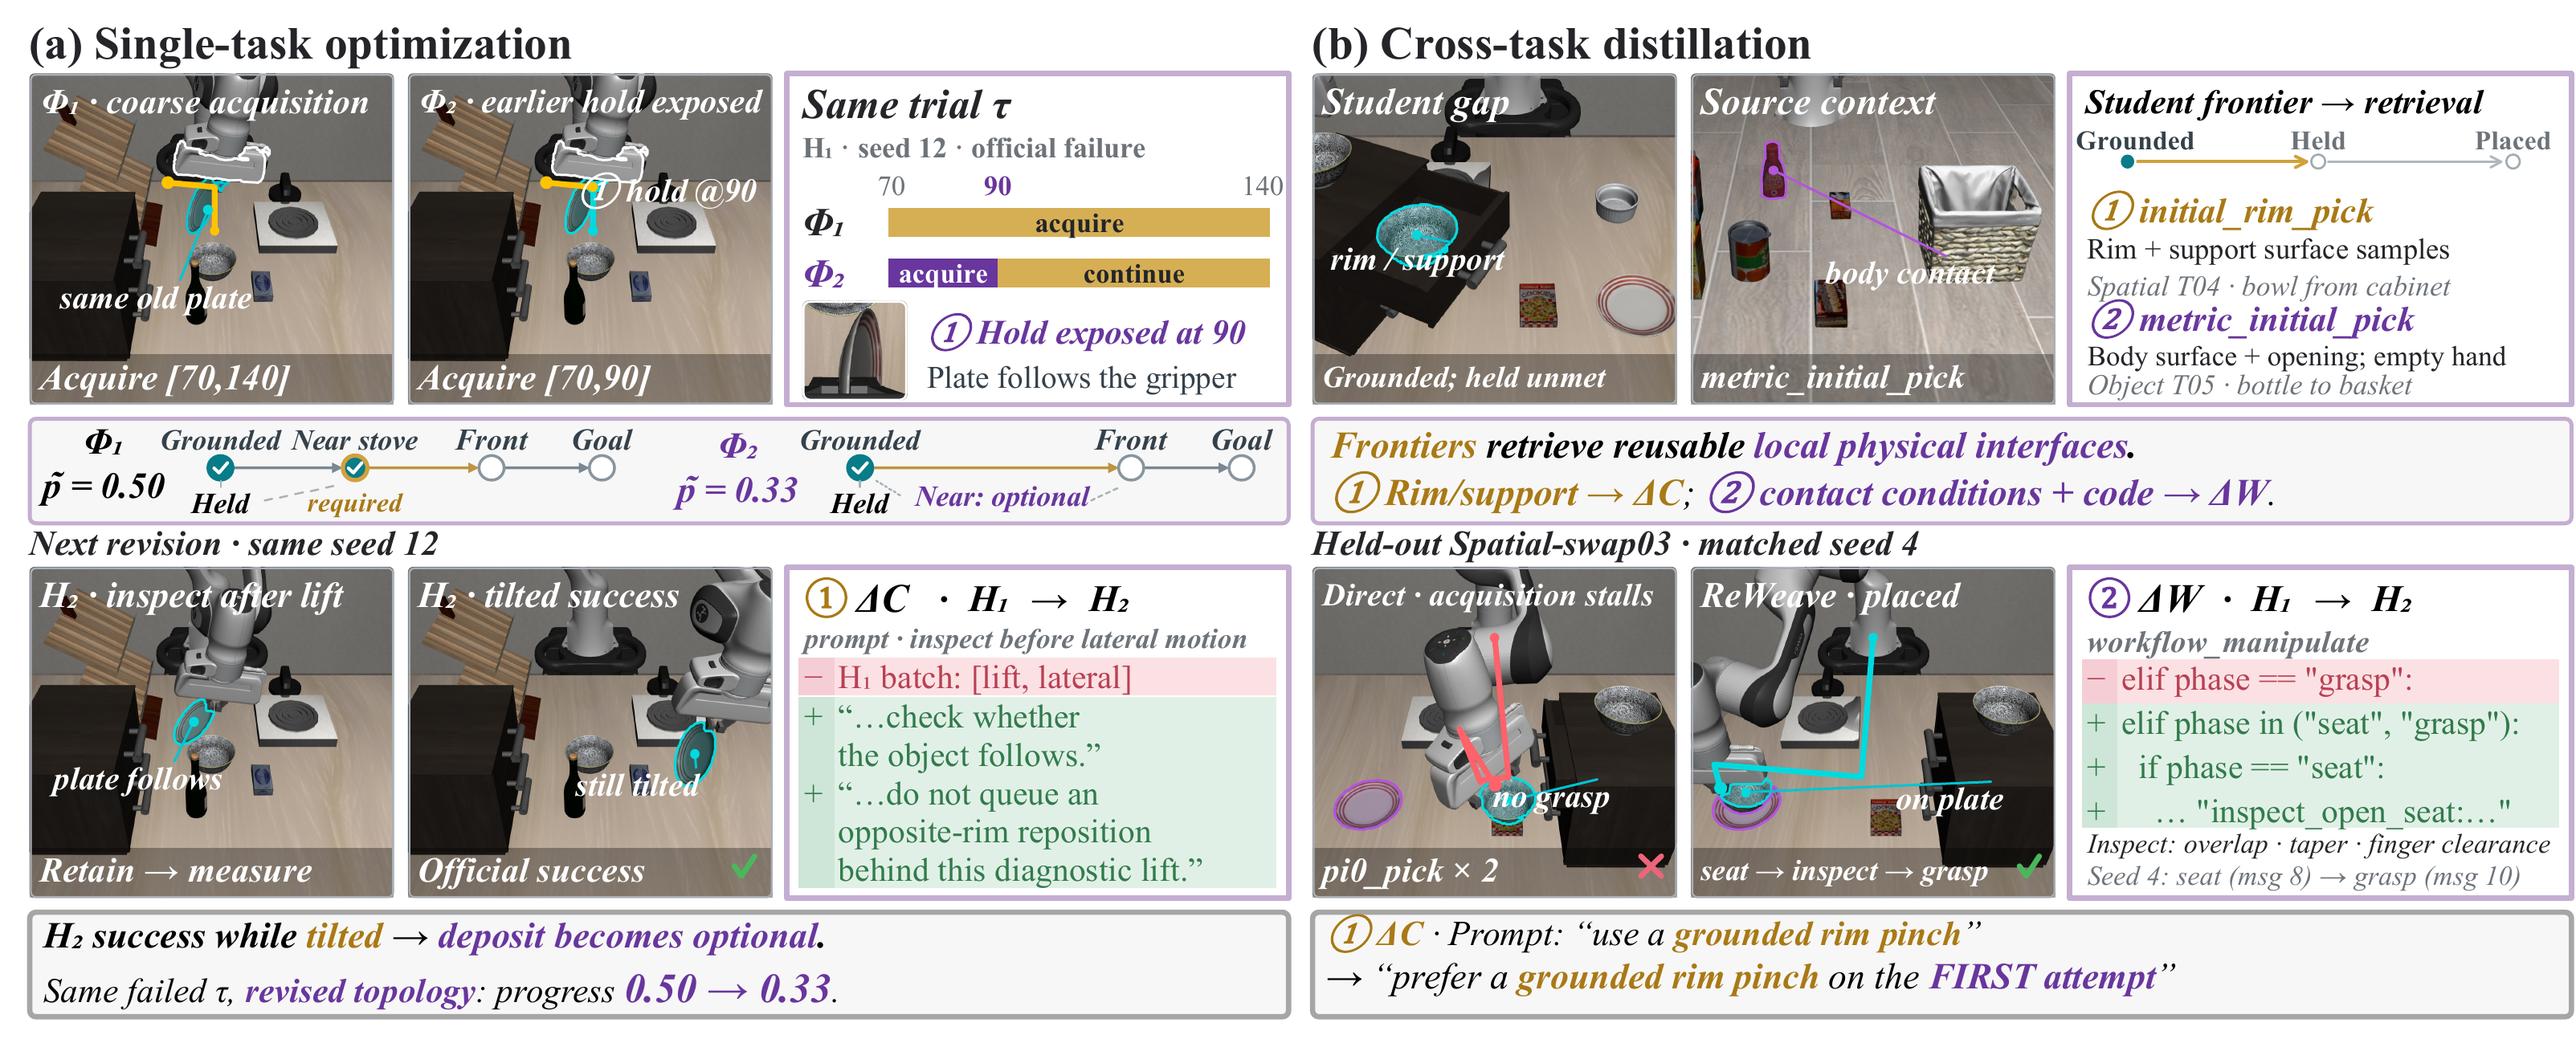 (a) Single-task optimization
Φ₁ · coarse acquisition
same old plate
Acquire [70,140]
Φ₂ · earlier hold exposed
① hold @90
Acquire [70,90]
Same trial τ
H₁ · seed 12 · official failure
70 90 140
Φ₁ acquire
Φ₂ acquire continue
① Hold exposed at 90
Plate follows the gripper
Φ₁ Grounded Near stove Front Goal
p̃ = 0.50 Held required
Φ₂ Grounded Front Goal
p̃ = 0.33 Held Near: optional
Next revision · same seed 12
H₂ · inspect after lift
plate follows
Retain → measure
H₂ · tilted success
still tilted
Official success
① ΔC · H₁ → H₂
prompt · inspect before lateral motion
− H₁ batch: [lift, lateral]
+ “…check whether
the object follows.”
+ “…do not queue an
opposite-rim reposition
behind this diagnostic lift.”
H₂ success while tilted → deposit becomes optional.
Same failed τ, revised topology: progress 0.50 → 0.33.
(b) Cross-task distillation
Student gap
rim / support
Grounded; held unmet
Source context
body contact
metric_initial_pick
Student frontier → retrieval
Grounded Held Placed
① initial_rim_pick
Rim + support surface samples
Spatial T04 · bowl from cabinet
② metric_initial_pick
Body surface + opening; empty hand
Object T05 · bottle to basket
Frontiers retrieve reusable local physical interfaces.
① Rim/support → ΔC; ② contact conditions + code → ΔW.
Held-out Spatial-swap03 · matched seed 4
Direct · acquisition stalls
no grasp
pi0_pick × 2
ReWeave · placed
on plate
seat → inspect → grasp
② ΔW · H₁ → H₂
workflow_manipulate
− elif phase == "grasp":
+ elif phase in ("seat", "grasp"):
+ if phase == "seat":
+ … "inspect_open_seat:…"
Inspect: overlap · taper · finger clearance
Seed 4: seat (msg 8) → grasp (msg 10)
① ΔC · Prompt: “use a grounded rim pinch”
→ “prefer a grounded rim pinch on the FIRST attempt”